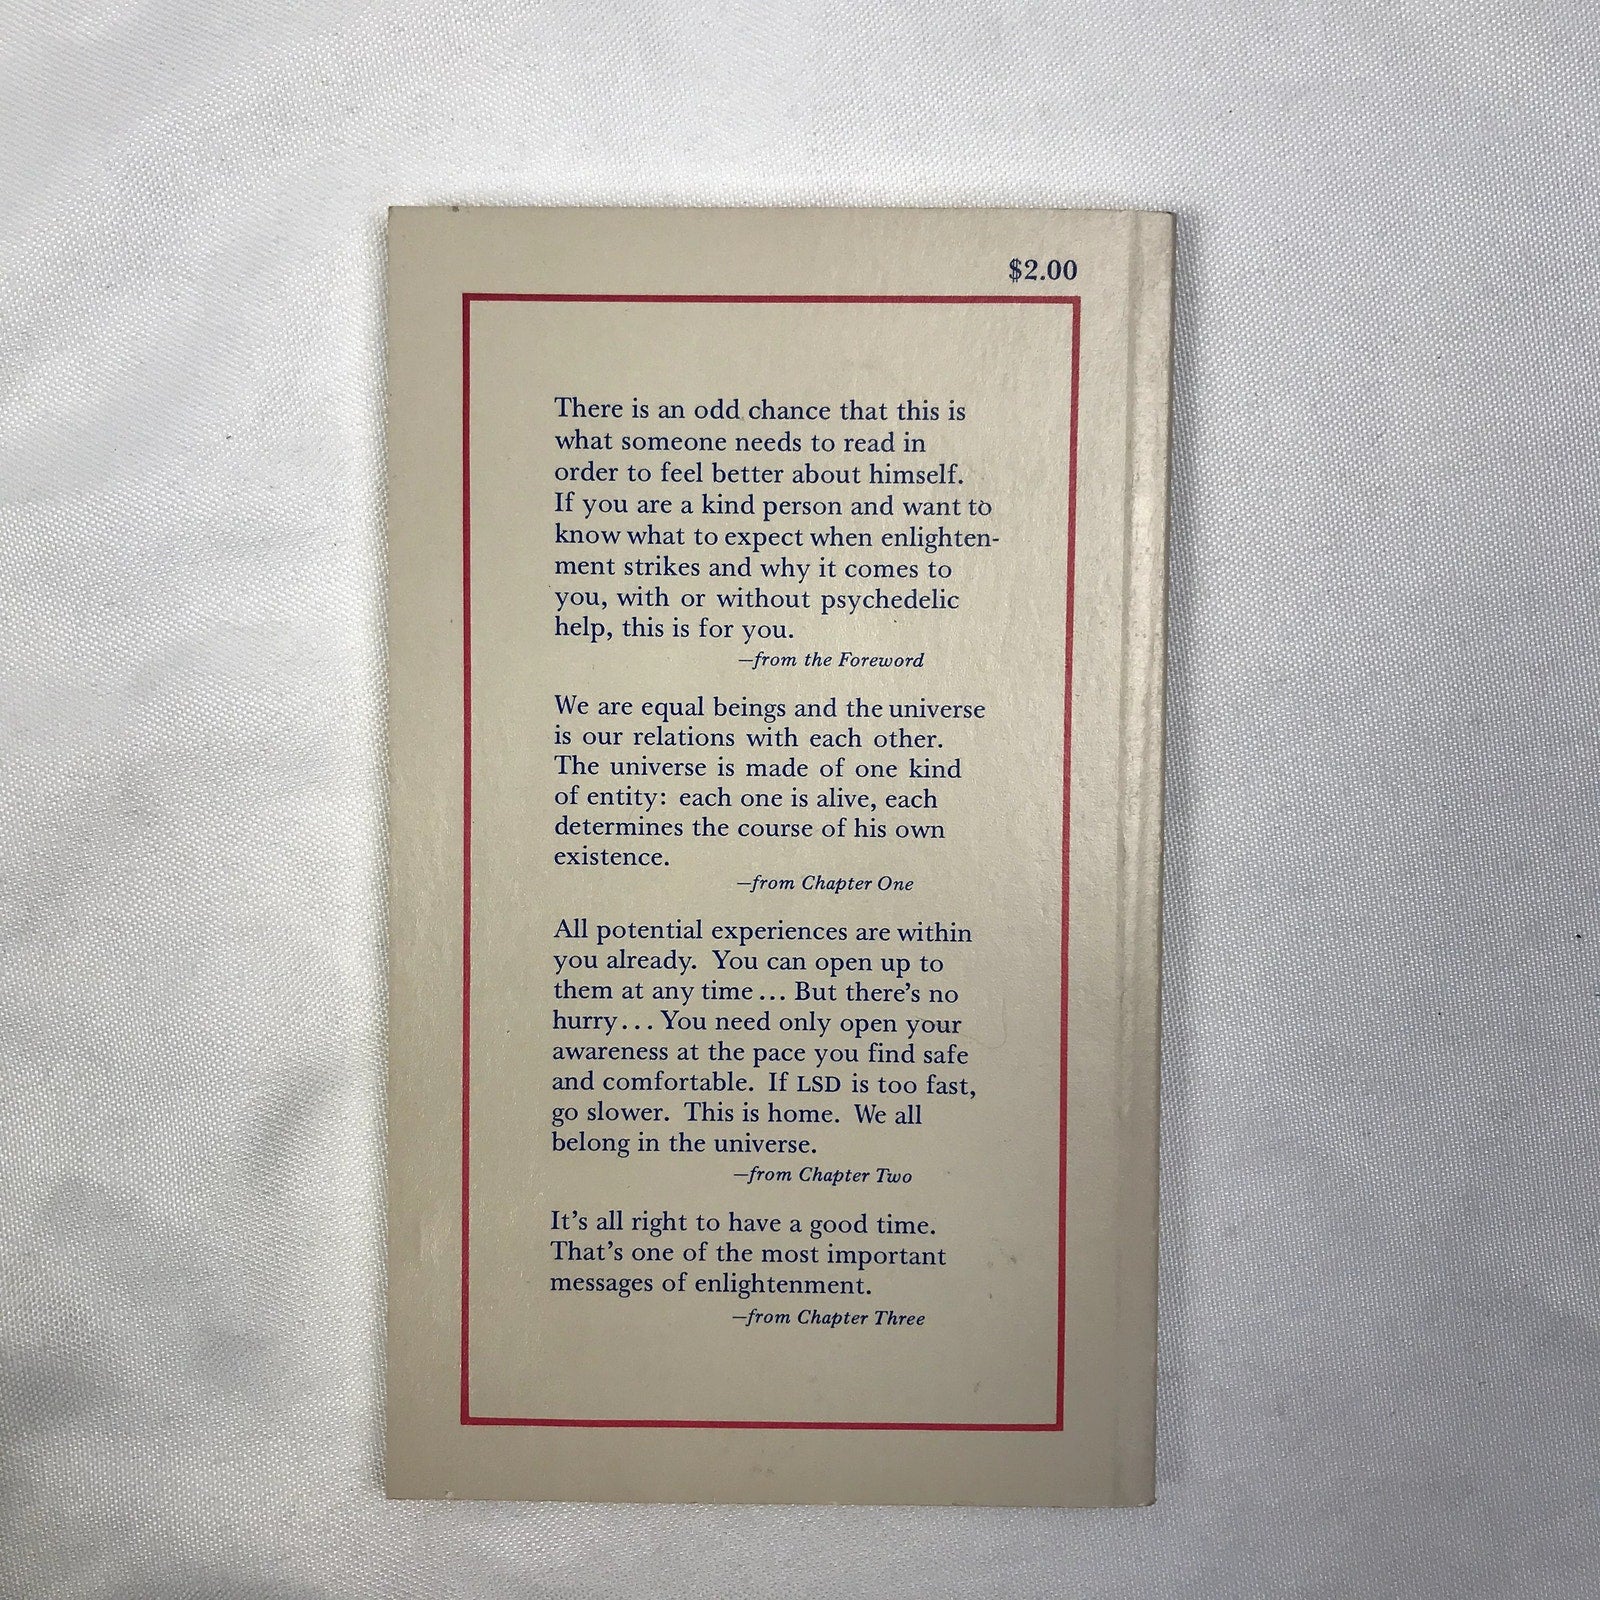 $2.00
There is an odd chance that this is
what someone needs to read in
order to feel better about himself.
If you are a kind person and want to
know what to expect when enlighten-
ment strikes and why it comes to
you, with or without psychedelic
help, this is for you.
—from the Foreword
We are equal beings and the universe
is our relations with each other.
The universe is made of one kind
of entity: each one is alive, each
determines the course of his own
existence.
—from Chapter One
All potential experiences are within
you already. You can open up to
them at any time... But there's no
hurry... You need only open your
awareness at the pace you find safe
and comfortable. If LSD is too fast,
go slower. This is home. We all
belong in the universe.
—from Chapter Two
It's all right to have a good time.
That's one of the most important
messages of enlightenment.
—from Chapter Three